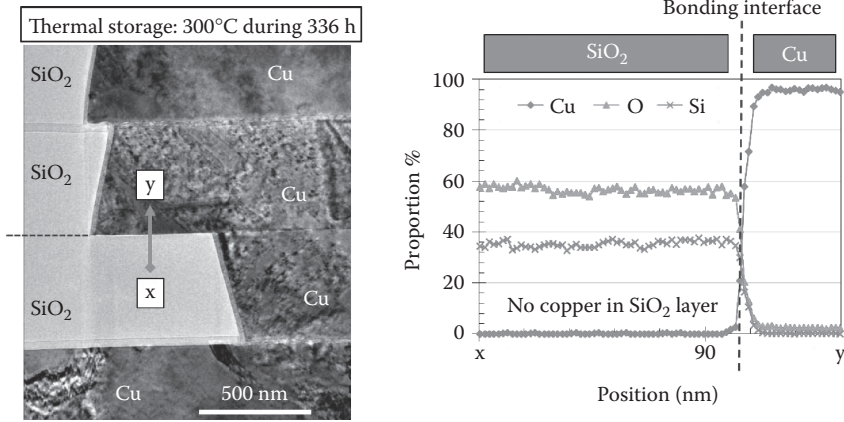 Thermal storage: 300°C during 336 h
SiO₂
Cu
SiO₂
y
Cu
x
SiO₂
Cu
Cu
500 nm
Bonding interface
SiO₂
Cu
Cu
O
Si
Proportion %
100
80
60
40
20
0
No copper in SiO₂ layer
x
90
y
Position (nm)